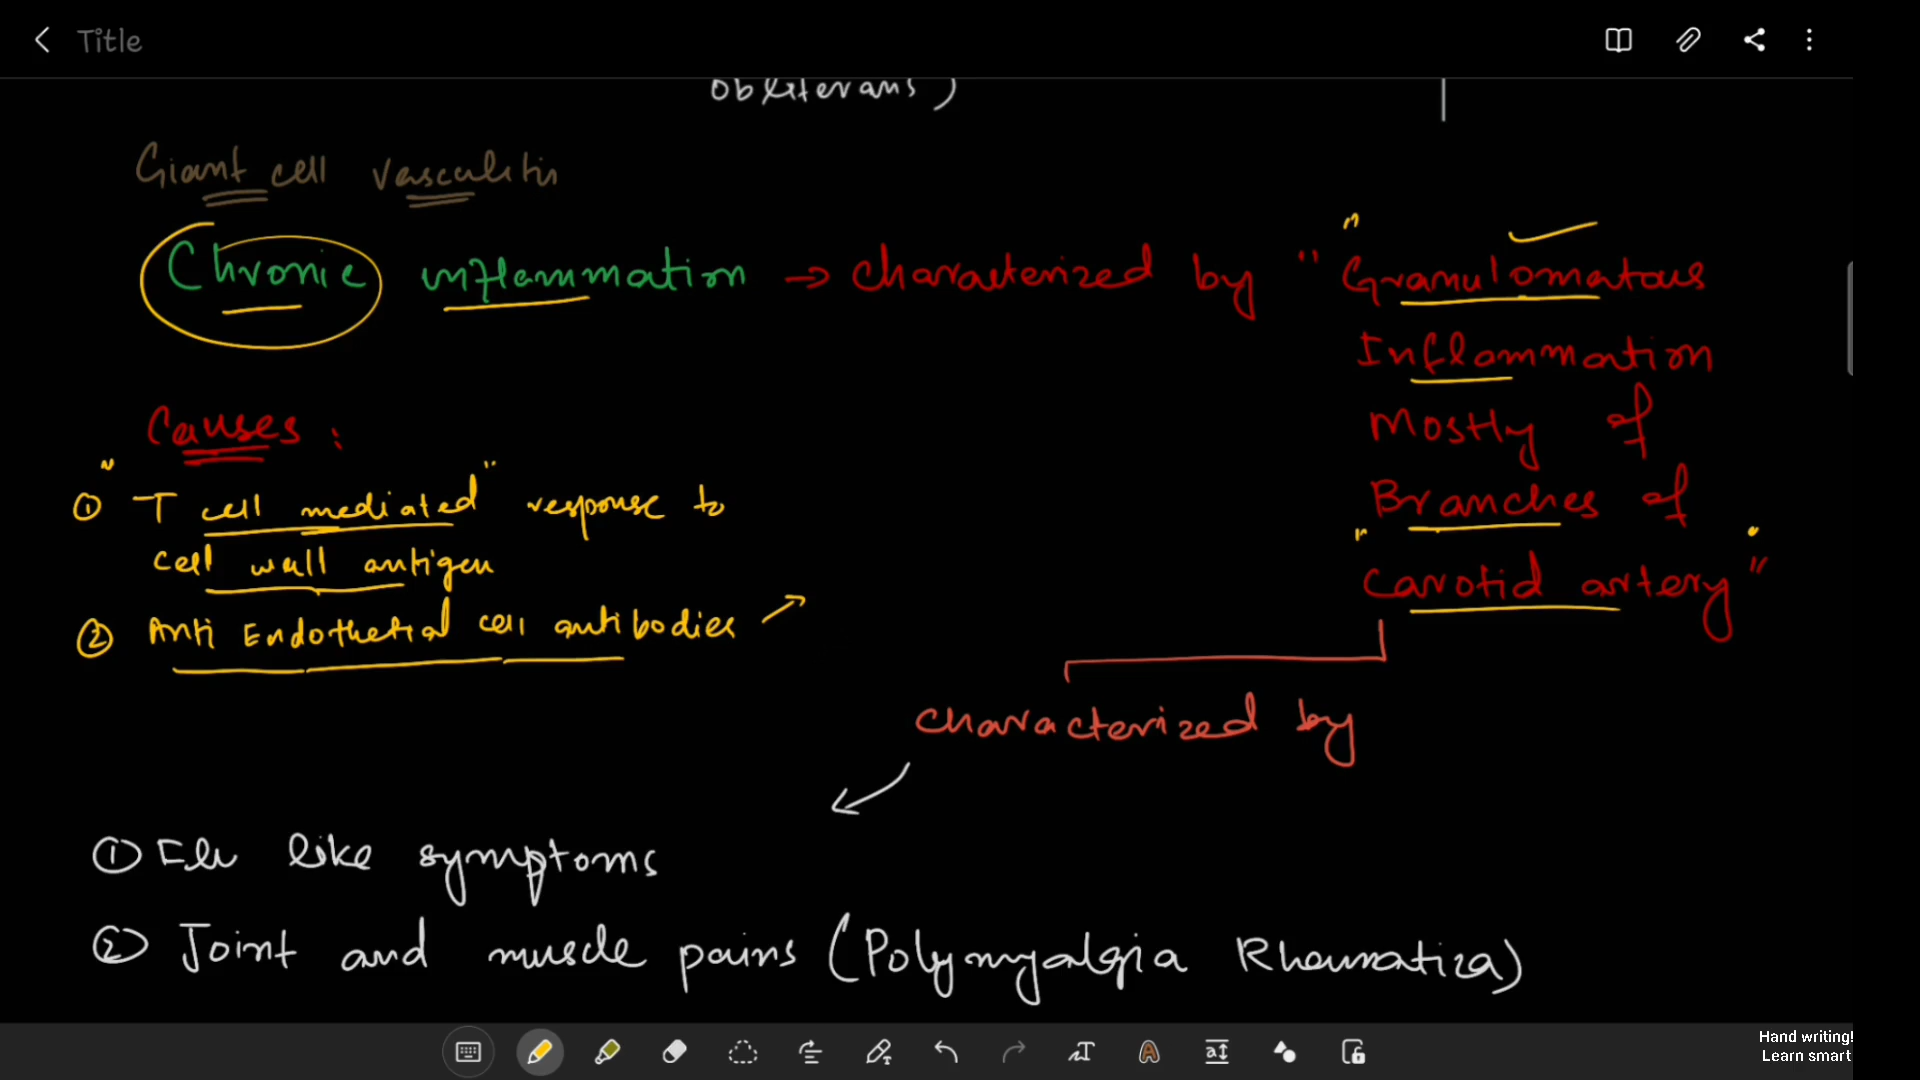 Title
obliterans)
Giant cell vasculitis
Chronic inflammation → characterized by "Granulomatous
Inflammation
Mostly of
Branches of
Carotid artery"
Causes :
① "T cell mediated" response to
cell wall antigen
② Anti Endothelial cell antibodies
characterized by
① Flu like symptoms
② Joint and muscle pains (Polymyalgia Rheumatica)
Hand writing!
Learn smart